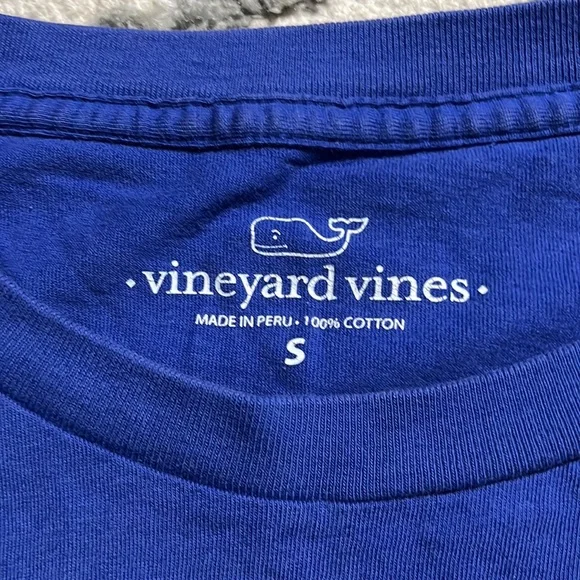 • vineyard vines •
MADE IN PERU • 100% COTTON
S